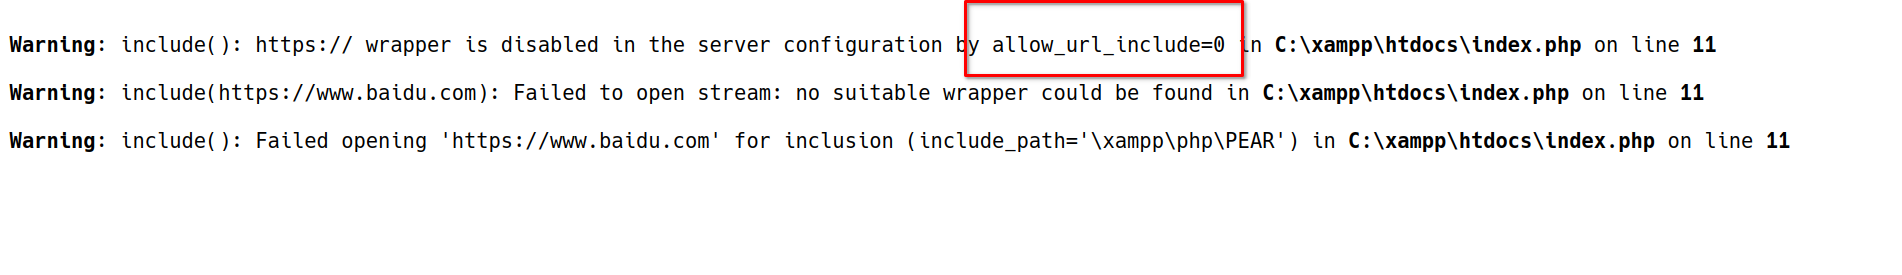 Warning: include(): https:// wrapper is disabled in the server configuration by allow_url_include=0 in C:\xampp\htdocs\index.php on line 11
Warning: include(https://www.baidu.com): Failed to open stream: no suitable wrapper could be found in C:\xampp\htdocs\index.php on line 11
Warning: include(): Failed opening 'https://www.baidu.com' for inclusion (include_path='\xampp\php\PEAR') in C:\xampp\htdocs\index.php on line 11